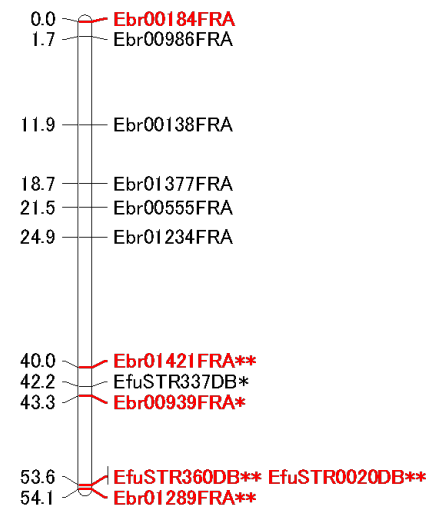 0.0 Ebr00184FRA
1.7 Ebr00986FRA
11.9 Ebr00138FRA
18.7 Ebr01377FRA
21.5 Ebr00555FRA
24.9 Ebr01234FRA
40.0 Ebr01421FRA**
42.2 EfuSTR337DB*
43.3 Ebr00939FRA*
53.6 EfuSTR360DB** EfuSTR0020DB**
54.1 Ebr01289FRA**